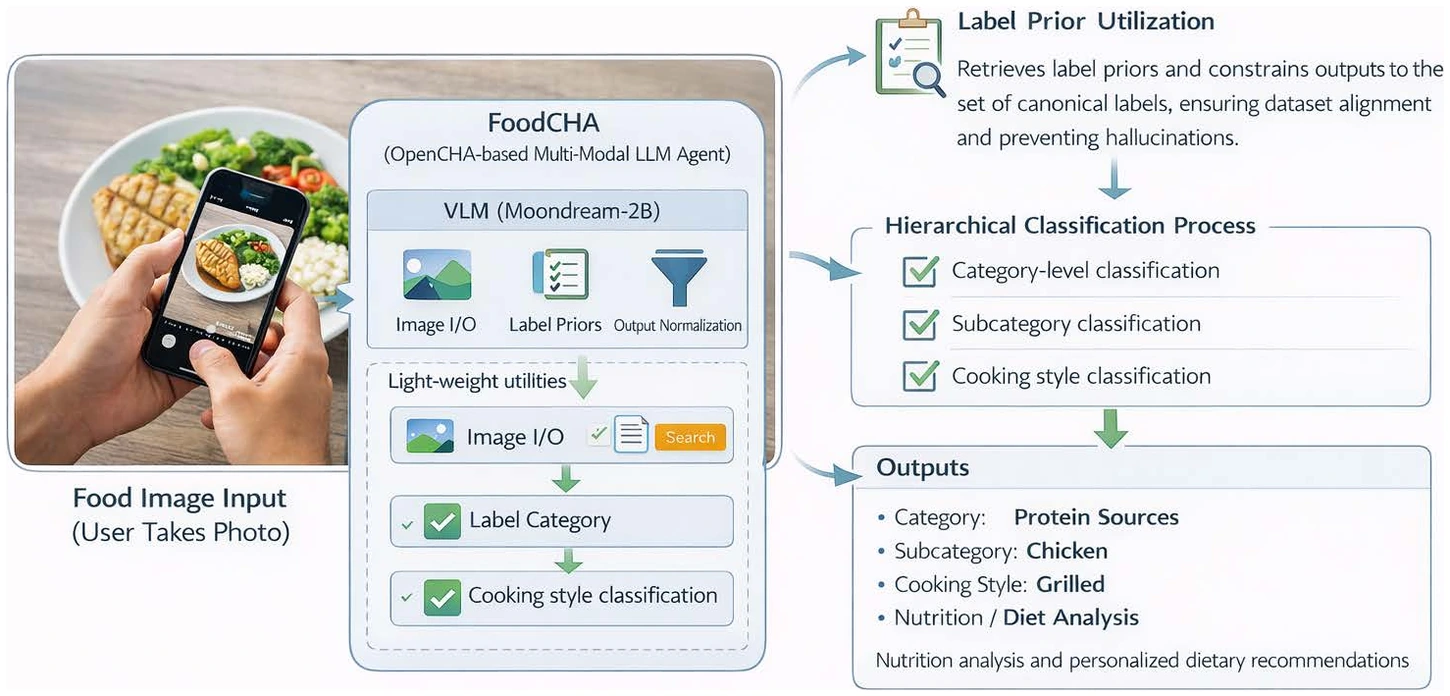 Food Image Input
(User Takes Photo)
FoodCHA
(OpenCHA-based Multi-Modal LLM Agent)
VLM (Moondream-2B)
Image I/O
Label Priors
Output Normalization
Light-weight utilities
Image I/O
Search
Label Category
Cooking style classification
Label Prior Utilization
Retrieves label priors and constrains outputs to the
set of canonical labels, ensuring dataset alignment
and preventing hallucinations.
Hierarchical Classification Process
Category-level classification
Subcategory classification
Cooking style classification
Outputs
• Category: Protein Sources
• Subcategory: Chicken
• Cooking Style: Grilled
• Nutrition / Diet Analysis
Nutrition analysis and personalized dietary recommendations